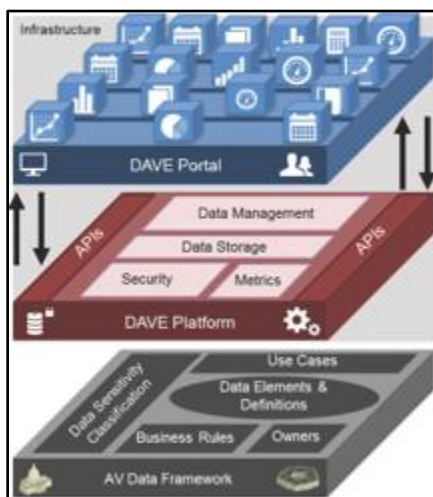 Infrastructure
DAVE Portal
APIs
Data Management
Data Storage
Security
Metrics
APIs
DAVE Platform
Data Sensitivity
Classification
Use Cases
Data Elements &
Definitions
Business Rules
Owners
AV Data Framework